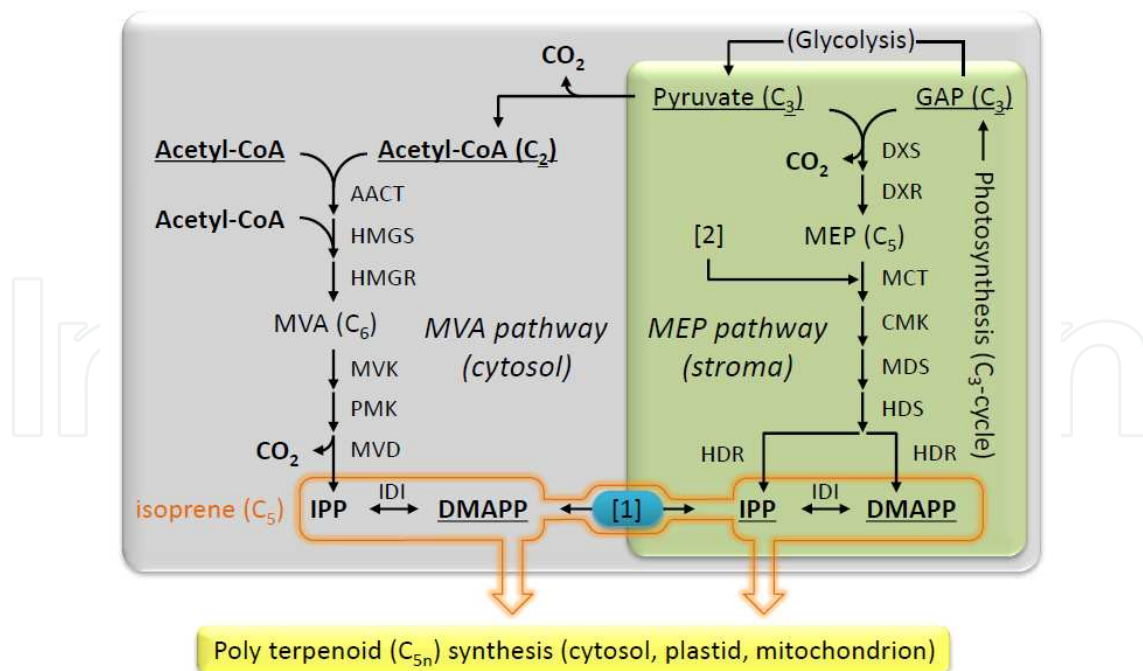 (Glycolysis)
CO₂
Pyruvate (C₃)
GAP (C₃)
Acetyl-CoA
Acetyl-CoA (C₂)
CO₂
DXS
AACT
DXR
Photosynthesis (C₃-cycle)
Acetyl-CoA
HMGS
[2]
MEP (C₅)
HMGR
MCT
MVA (C₆)
MVA pathway
(cytosol)
MEP pathway
(stroma)
CMK
MVK
MDS
PMK
HDS
CO₂
MVD
HDR
HDR
isoprene (C₅)
IPP
IDI
DMAPP
[1]
IPP
IDI
DMAPP
Poly terpenoid (C₅ₙ) synthesis (cytosol, plastid, mitochondrion)